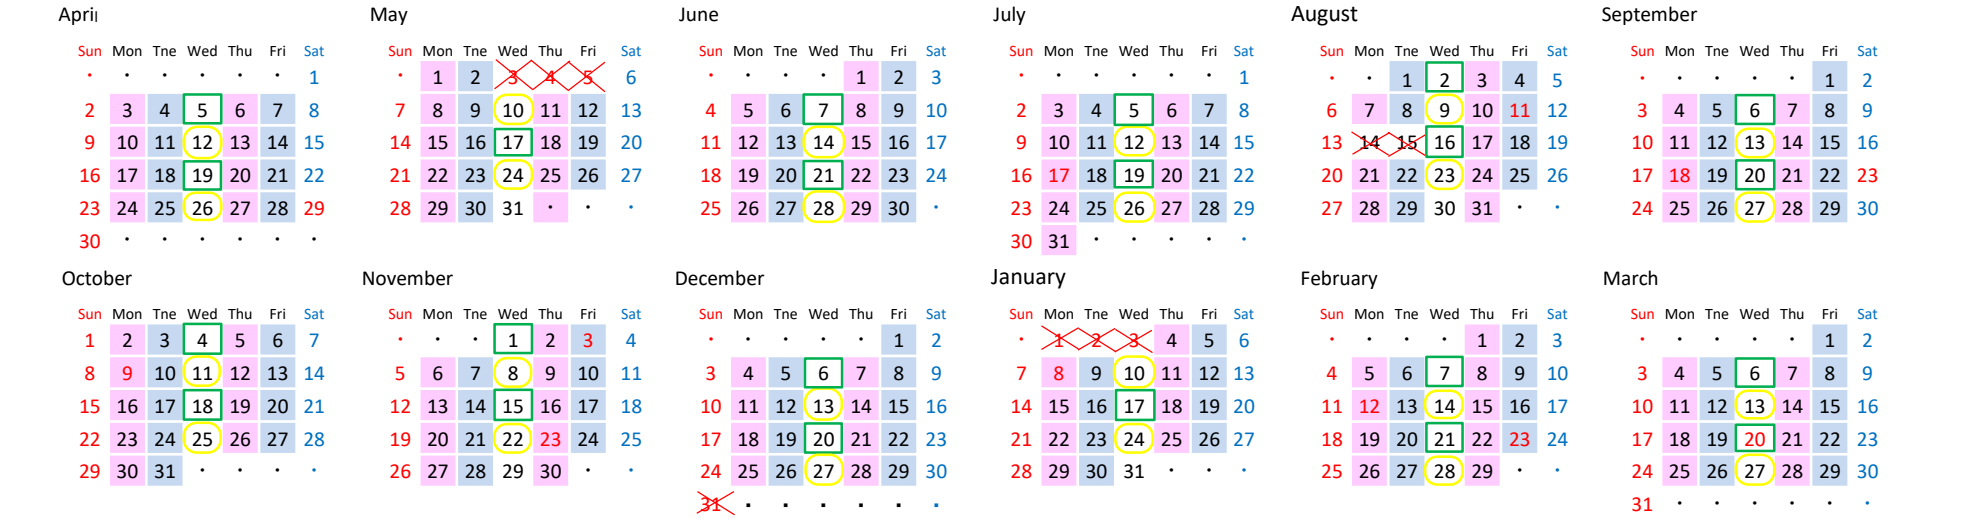 April May June July August September
Sun Mon Tne Wed Thu Fri Sat Sun Mon Tne Wed Thu Fri Sat Sun Mon Tne Wed Thu Fri Sat Sun Mon Tne Wed Thu Fri Sat Sun Mon Tne Wed Thu Fri Sat Sun Mon Tne Wed Thu Fri Sat
・ ・ ・ ・ ・ ・ 1 ・ 1 2 3 4 5 6 ・ ・ ・ ・ 1 2 3 ・ ・ ・ ・ ・ ・ 1 ・ ・ 1 2 3 4 5 ・ ・ ・ ・ ・ 1 2
2 3 4 5 6 7 8 7 8 9 10 11 12 13 4 5 6 7 8 9 10 2 3 4 5 6 7 8 6 7 8 9 10 11 12 3 4 5 6 7 8 9
9 10 11 12 13 14 15 14 15 16 17 18 19 20 11 12 13 14 15 16 17 9 10 11 12 13 14 15 13 14 15 16 17 18 19 10 11 12 13 14 15 16
16 17 18 19 20 21 22 21 22 23 24 25 26 27 18 19 20 21 22 23 24 16 17 18 19 20 21 22 20 21 22 23 24 25 26 17 18 19 20 21 22 23
23 24 25 26 27 28 29 28 29 30 31 ・ ・ ・ 25 26 27 28 29 30 ・ 23 24 25 26 27 28 29 27 28 29 30 31 ・ ・ 24 25 26 27 28 29 30
30 ・ ・ ・ ・ ・ ・ 30 31 ・ ・ ・ ・ ・
October November December January February March
Sun Mon Tne Wed Thu Fri Sat Sun Mon Tne Wed Thu Fri Sat Sun Mon Tne Wed Thu Fri Sat Sun Mon Tne Wed Thu Fri Sat Sun Mon Tne Wed Thu Fri Sat Sun Mon Tne Wed Thu Fri Sat
1 2 3 4 5 6 7 ・ ・ ・ 1 2 3 4 ・ ・ ・ ・ ・ 1 2 ・ 1 2 3 4 5 6 ・ ・ ・ ・ 1 2 3 ・ ・ ・ ・ ・ 1 2
8 9 10 11 12 13 14 5 6 7 8 9 10 11 3 4 5 6 7 8 9 7 8 9 10 11 12 13 4 5 6 7 8 9 10 3 4 5 6 7 8 9
15 16 17 18 19 20 21 12 13 14 15 16 17 18 10 11 12 13 14 15 16 14 15 16 17 18 19 20 11 12 13 14 15 16 17 10 11 12 13 14 15 16
22 23 24 25 26 27 28 19 20 21 22 23 24 25 17 18 19 20 21 22 23 21 22 23 24 25 26 27 18 19 20 21 22 23 24 17 18 19 20 21 22 23
29 30 31 ・ ・ ・ ・ 26 27 28 29 30 ・ ・ 24 25 26 27 28 29 30 28 29 30 31 ・ ・ ・ 25 26 27 28 29 ・ ・ 24 25 26 27 28 29 30
31 ・ ・ ・ ・ ・ ・ 31 ・ ・ ・ ・ ・ ・